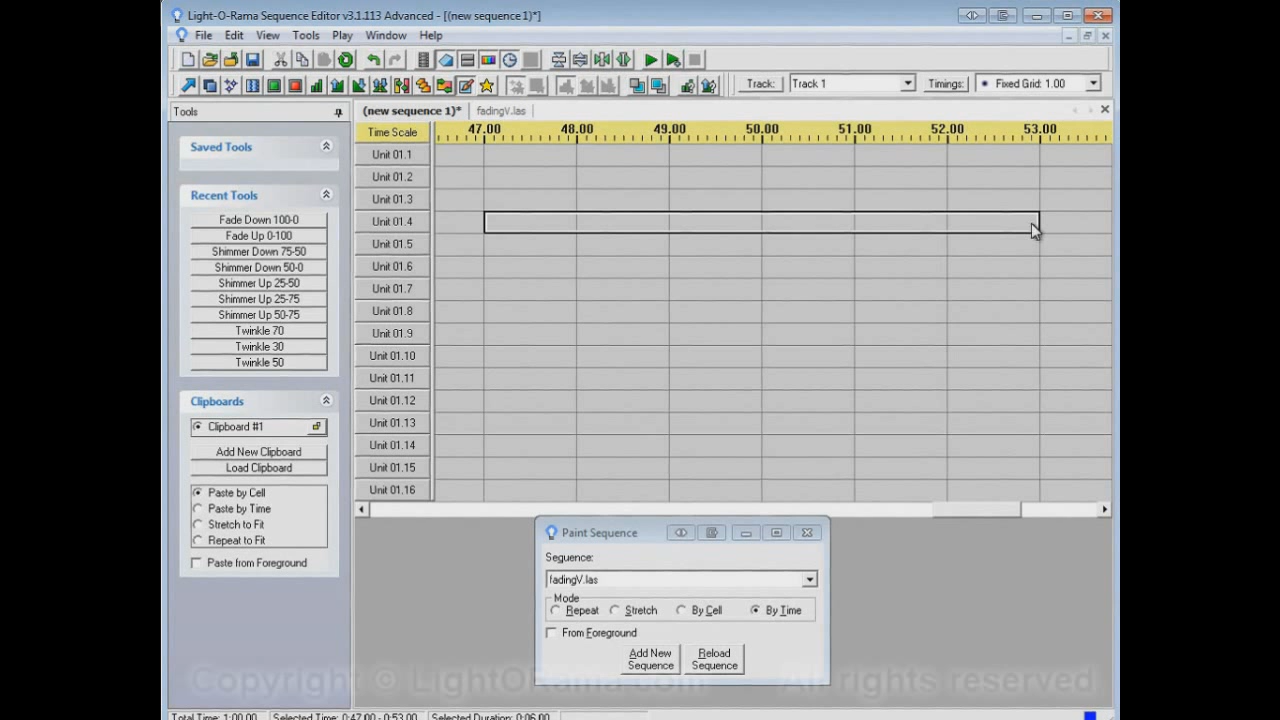 Light-O-Rama Sequence Editor v3.1.113 Advanced - [(new sequence 1)*]
File Edit View Tools Play Window Help
Track: Track 1 Timings: Fixed Grid: 1.00
Tools
(new sequence 1)* fadingV.las
Time Scale 47.00 48.00 49.00 50.00 51.00 52.00 53.00
Saved Tools
Recent Tools
Fade Down 100-0
Fade Up 0-100
Shimmer Down 75-50
Shimmer Down 50-0
Shimmer Up 25-50
Shimmer Up 25-75
Shimmer Up 50-75
Twinkle 70
Twinkle 30
Twinkle 50
Clipboards
Clipboard #1
Add New Clipboard
Load Clipboard
Paste by Cell
Paste by Time
Stretch to Fit
Repeat to Fit
Paste from Foreground
Unit 01.1
Unit 01.2
Unit 01.3
Unit 01.4
Unit 01.5
Unit 01.6
Unit 01.7
Unit 01.8
Unit 01.9
Unit 01.10
Unit 01.11
Unit 01.12
Unit 01.13
Unit 01.14
Unit 01.15
Unit 01.16
Paint Sequence
Sequence:
fadingV.las
Mode
Repeat Stretch By Cell By Time
From Foreground
Add New Sequence
Reload Sequence
Copyright © LightORama.com All rights reserved
Total Time: 1:00.00 Selected Time: 0:47.00 - 0:53.00 Selected Duration: 0:06.00